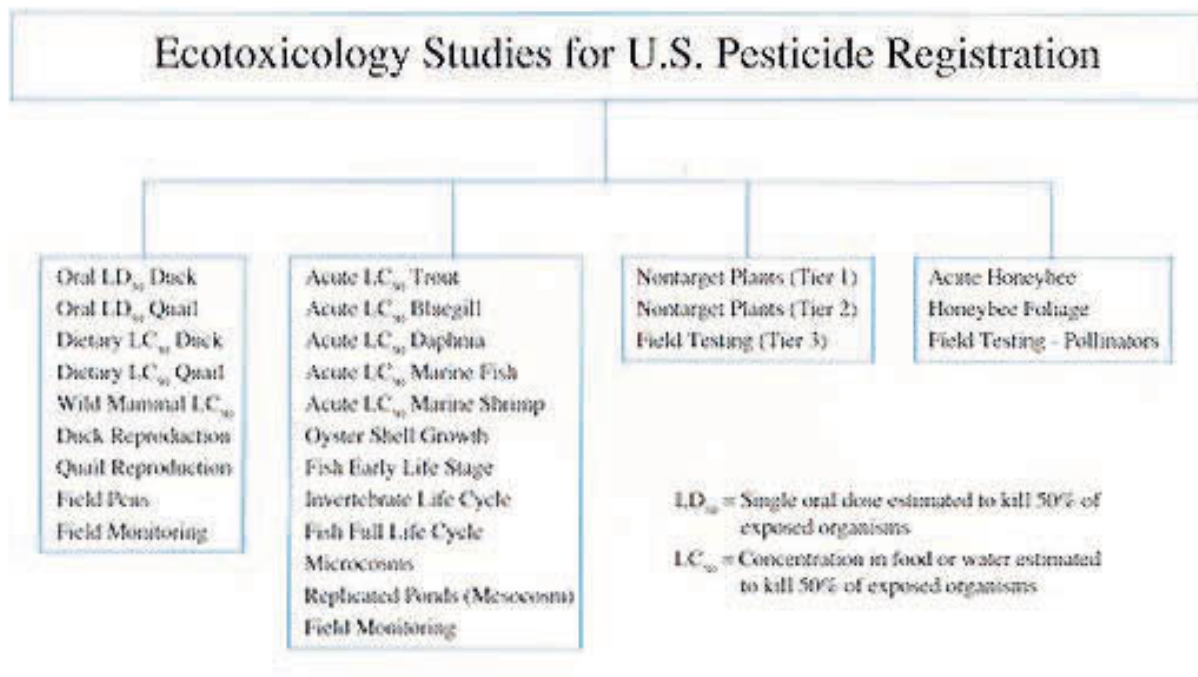 Ecotoxicology Studies for U.S. Pesticide Registration
Oral LD₅₀ Duck
Oral LD₅₀ Quail
Dietary LC₅₀ Duck
Dietary LC₅₀ Quail
Wild Mammal LC₅₀
Duck Reproduction
Quail Reproduction
Field Pens
Field Monitoring
Acute LC₅₀ Trout
Acute LC₅₀ Bluegill
Acute LC₅₀ Daphnia
Acute LC₅₀ Marine Fish
Acute LC₅₀ Marine Shrimp
Oyster Shell Growth
Fish Early Life Stage
Invertebrate Life Cycle
Fish Full Life Cycle
Microcosms
Replicated Ponds (Mesocosm)
Field Monitoring
Nontarget Plants (Tier 1)
Nontarget Plants (Tier 2)
Field Testing (Tier 3)
Acute Honeybee
Honeybee Foliage
Field Testing - Pollinators
LD₅₀ = Single oral dose estimated to kill 50% of
exposed organisms
LC₅₀ = Concentration in food or water estimated
to kill 50% of exposed organisms